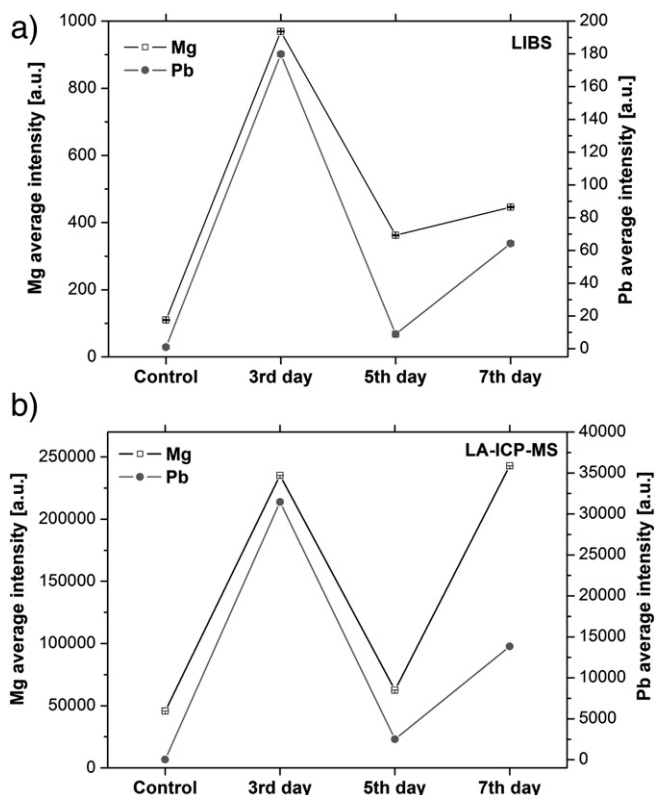 a)
LIBS
Mg
Pb
Mg average intensity [a.u.]
1000
800
600
400
200
0
Pb average intensity [a.u.]
200
180
160
140
120
100
80
60
40
20
0
Control 3rd day 5th day 7th day
b)
LA-ICP-MS
Mg
Pb
Mg average intensity [a.u.]
250000
200000
150000
100000
50000
0
Pb average intensity [a.u.]
40000
35000
30000
25000
20000
15000
10000
5000
0
Control 3rd day 5th day 7th day